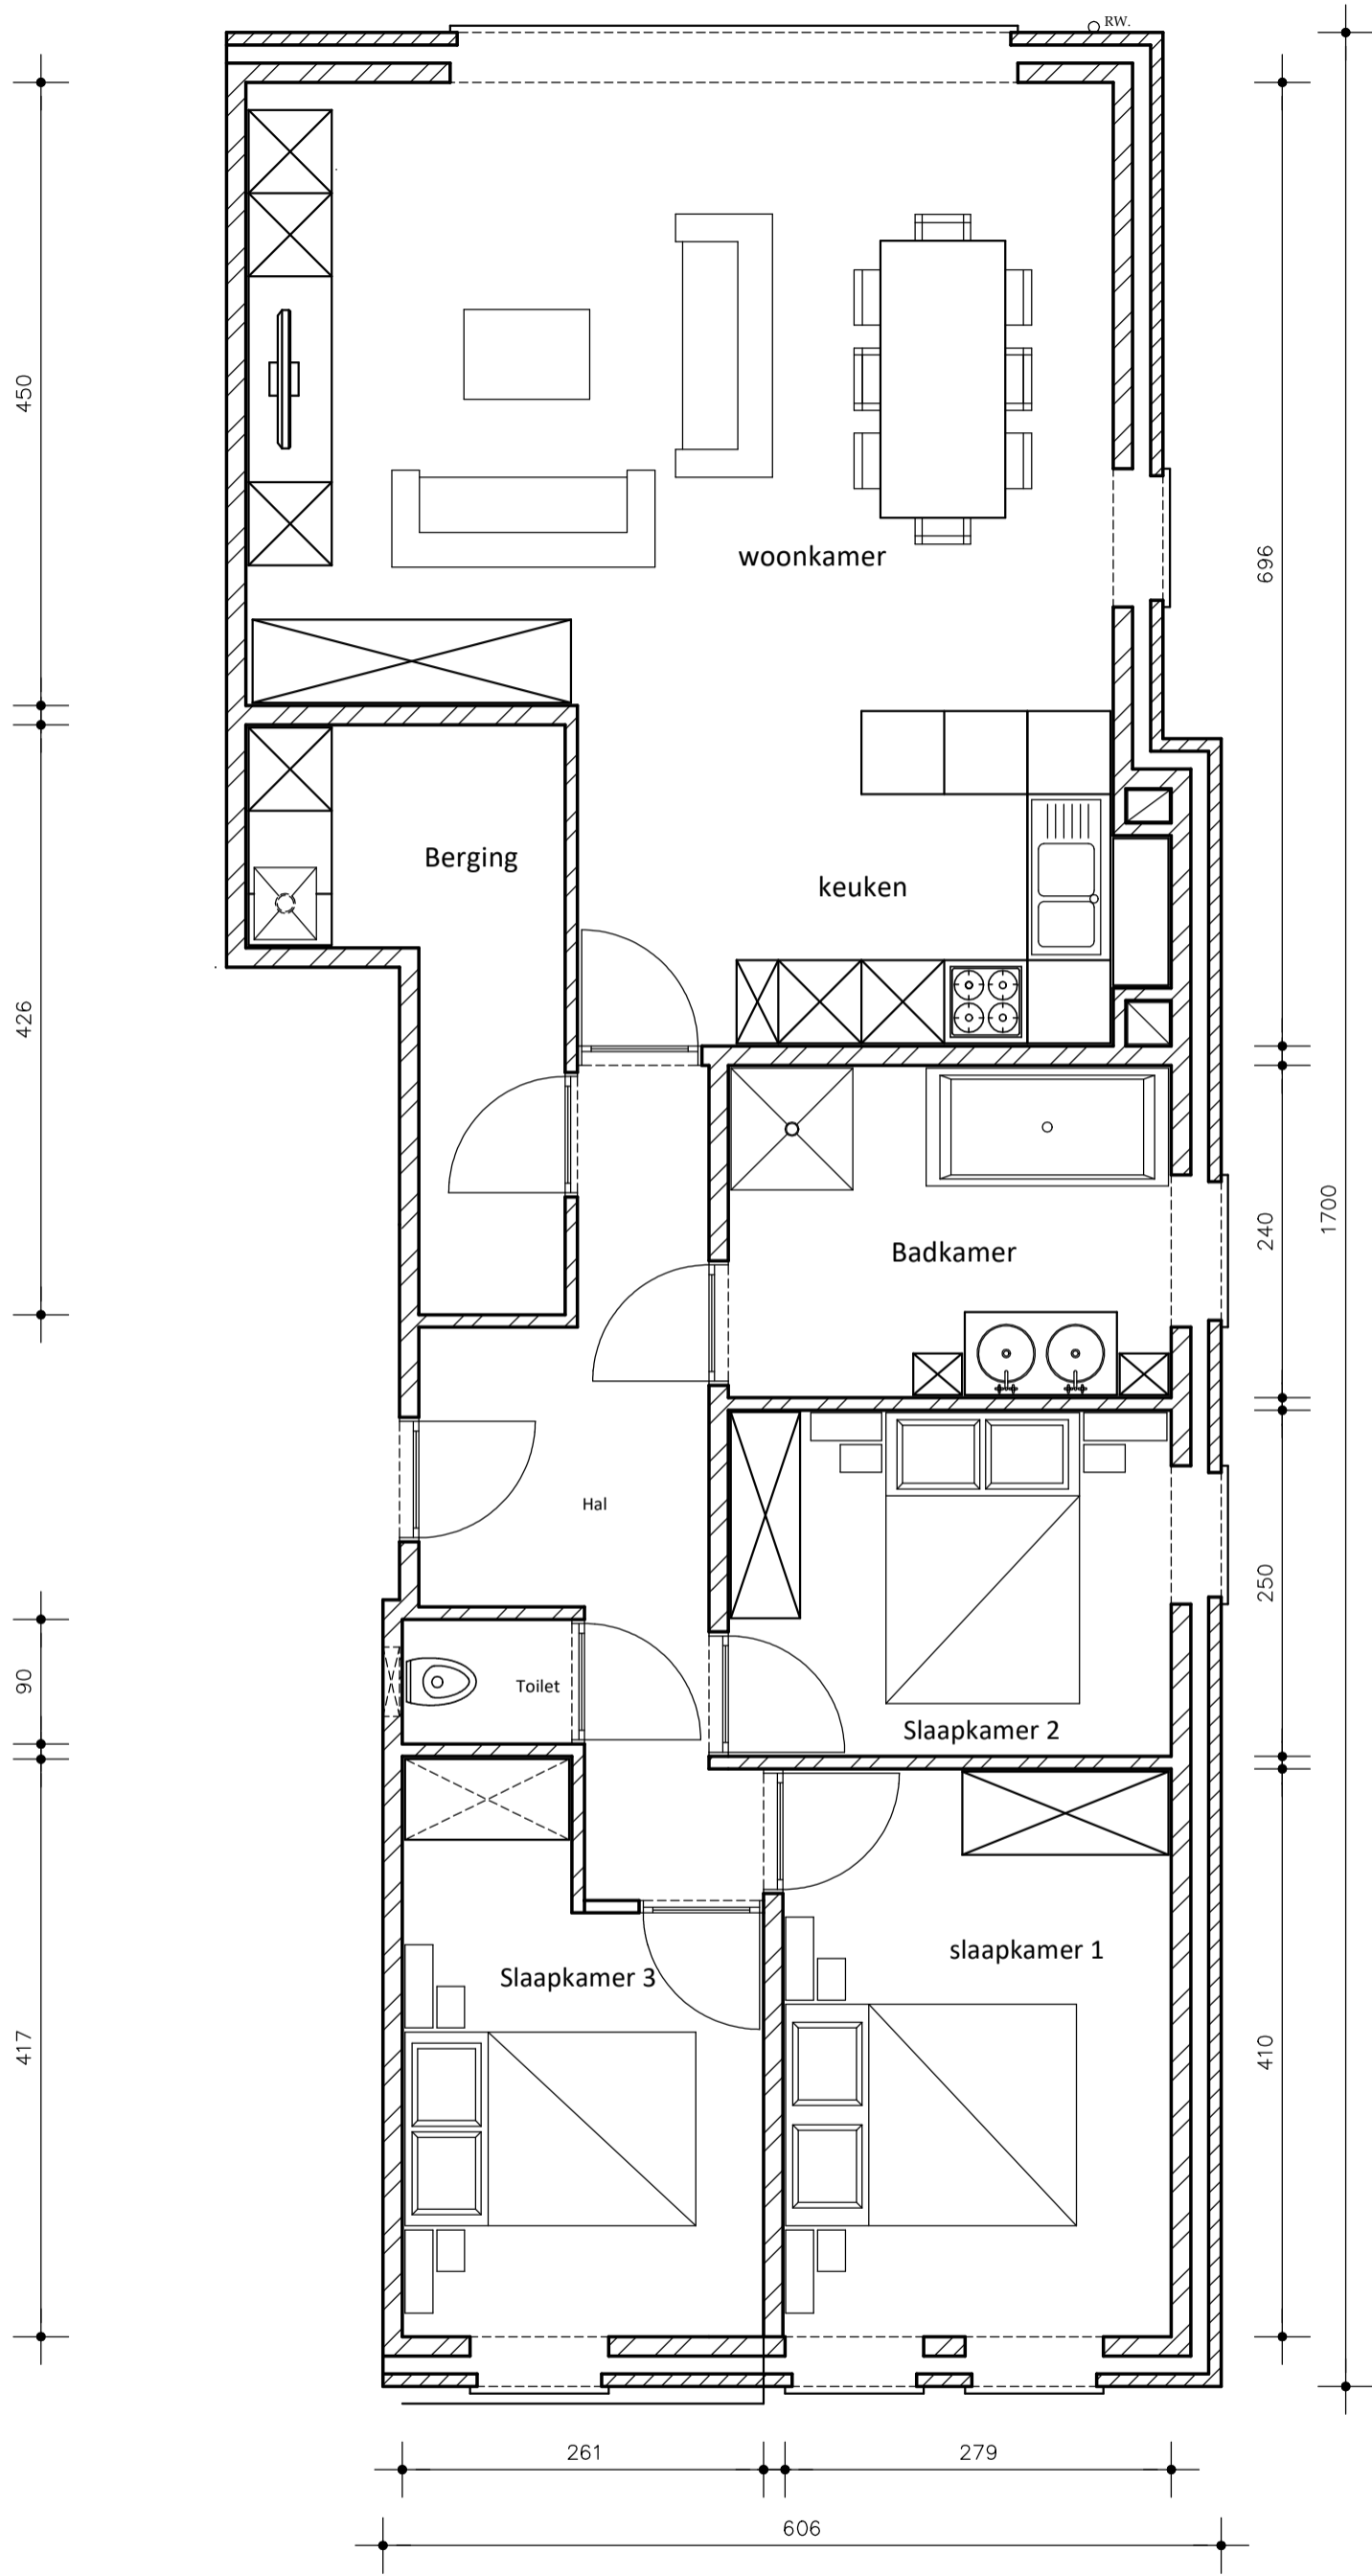 RW.
450
696
woonkamer
Berging
keuken
426
1700
240
Badkamer
Hal
250
90
Toilet
Slaapkamer 2
slaapkamer 1
Slaapkamer 3
417
410
261
279
606